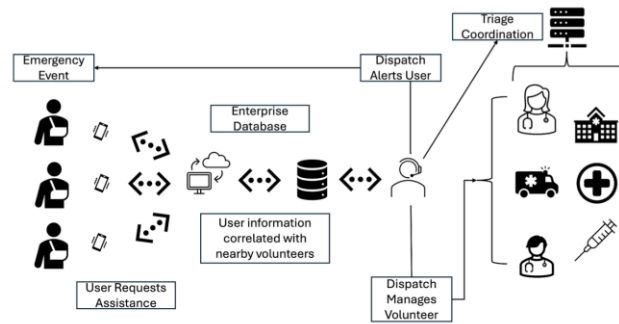 Triage
Coordination
Emergency
Event
Dispatch
Alerts User
Enterprise
Database
User information
correlated with
nearby volunteers
User Requests
Assistance
Dispatch
Manages
Volunteer